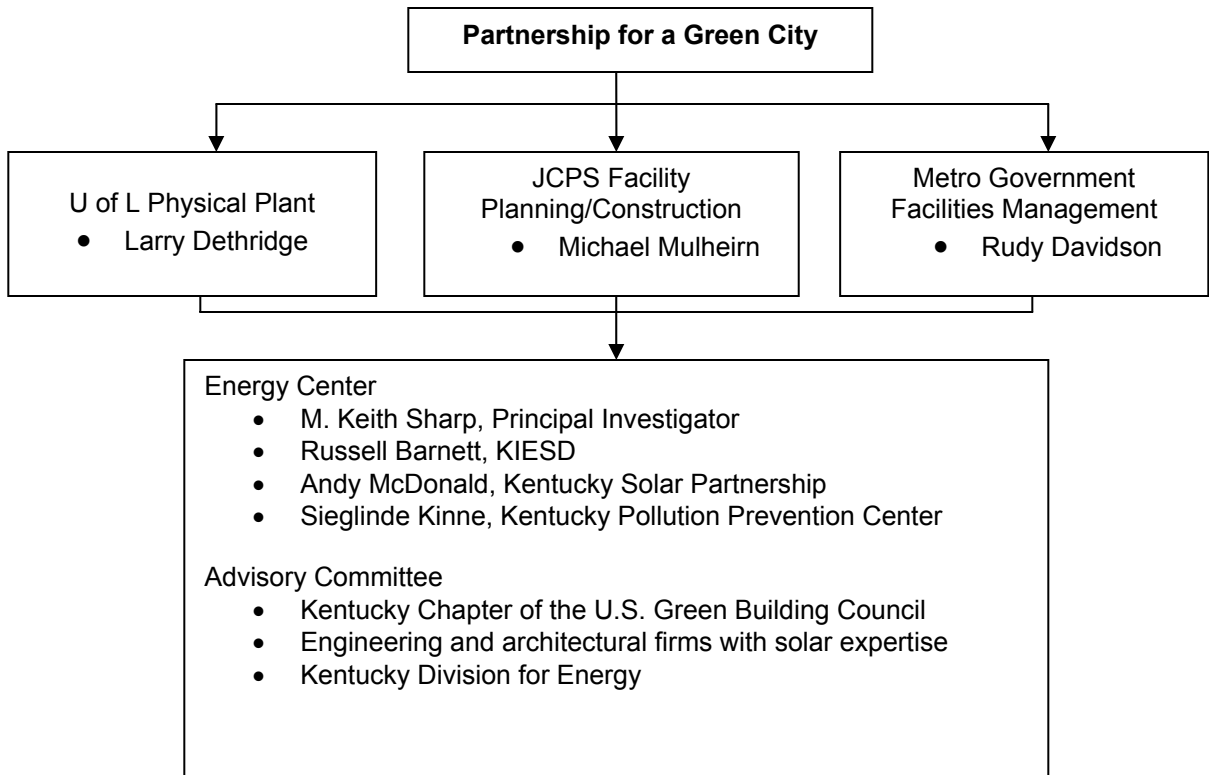 Partnership for a Green City
U of L Physical Plant
• Larry Dethridge
JCPS Facility
Planning/Construction
• Michael Mulheirn
Metro Government
Facilities Management
• Rudy Davidson
Energy Center
• M. Keith Sharp, Principal Investigator
• Russell Barnett, KIESD
• Andy McDonald, Kentucky Solar Partnership
• Sieglinde Kinne, Kentucky Pollution Prevention Center
Advisory Committee
• Kentucky Chapter of the U.S. Green Building Council
• Engineering and architectural firms with solar expertise
• Kentucky Division for Energy